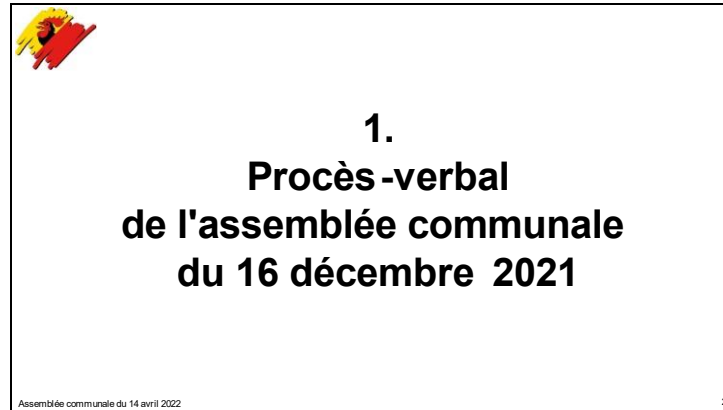 1.
Procès-verbal
de l'assemblée communale
du 16 décembre 2021
Assemblée communale du 14 avril 2022